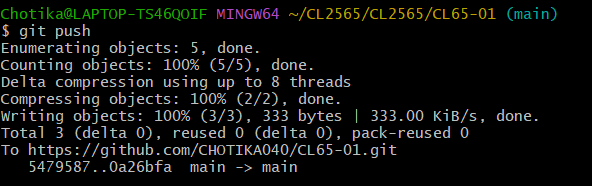 Chotika@LAPTOP-TS46QOIF MINGW64 ~/CL2565/CL2565/CL65-01 (main)
$ git push
Enumerating objects: 5, done.
Counting objects: 100% (5/5), done.
Delta compression using up to 8 threads
Compressing objects: 100% (2/2), done.
Writing objects: 100% (3/3), 333 bytes | 333.00 KiB/s, done.
Total 3 (delta 0), reused 0 (delta 0), pack-reused 0
To https://github.com/CHOTIKA040/CL65-01.git
   5479587..0a26bfa  main -> main